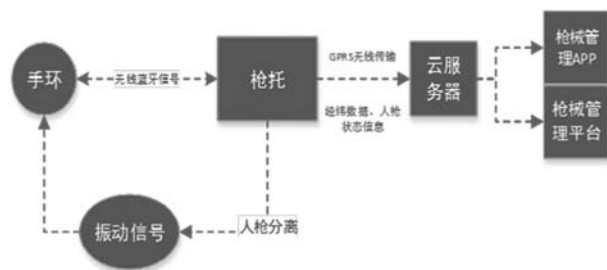 手环
无线蓝牙信号
枪托
GPRS无线传输
经纬数据、人枪
状态信息
云服
务器
枪械管
理APP
枪械管
理平台
振动信号
人枪分离